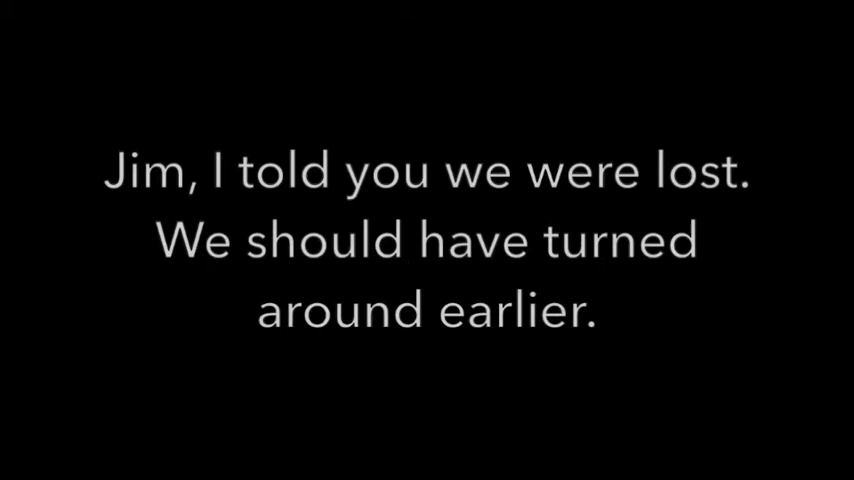 Jim, I told you we were lost.
We should have turned
around earlier.